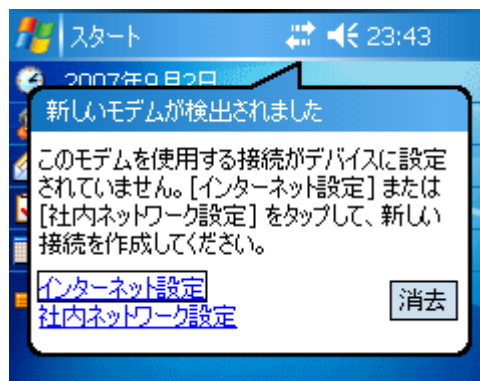 スタート 23:43
2007年9月2日
新しいモデムが検出されました
このモデムを使用する接続がデバイスに設定
されていません。[インターネット設定] または
[社内ネットワーク設定] をタップして、新しい
接続を作成してください。
インターネット設定
消去
社内ネットワーク設定